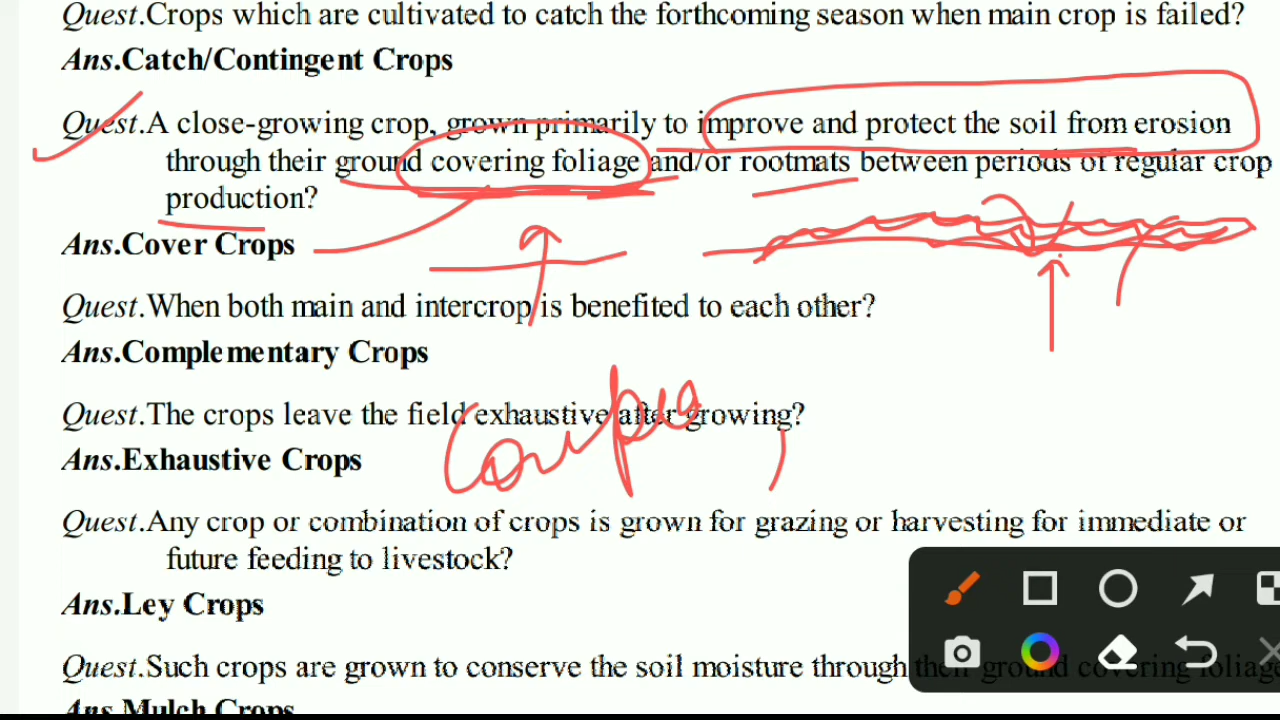 Quest.Crops which are cultivated to catch the forthcoming season when main crop is failed?
Ans.Catch/Contingent Crops
Quest.A close-growing crop, grown primarily to improve and protect the soil from erosion
through their ground covering foliage and/or rootmats between periods of regular crop
production?
Ans.Cover Crops
Quest.When both main and intercrop is benefited to each other?
Ans.Complementary Crops
Quest.The crops leave the field exhaustive after growing?
Ans.Exhaustive Crops
Quest.Any crop or combination of crops is grown for grazing or harvesting for immediate or
future feeding to livestock?
Ans.Ley Crops
Quest.Such crops are grown to conserve the soil moisture through their ground covering foliage
Ans.Mulch Crops